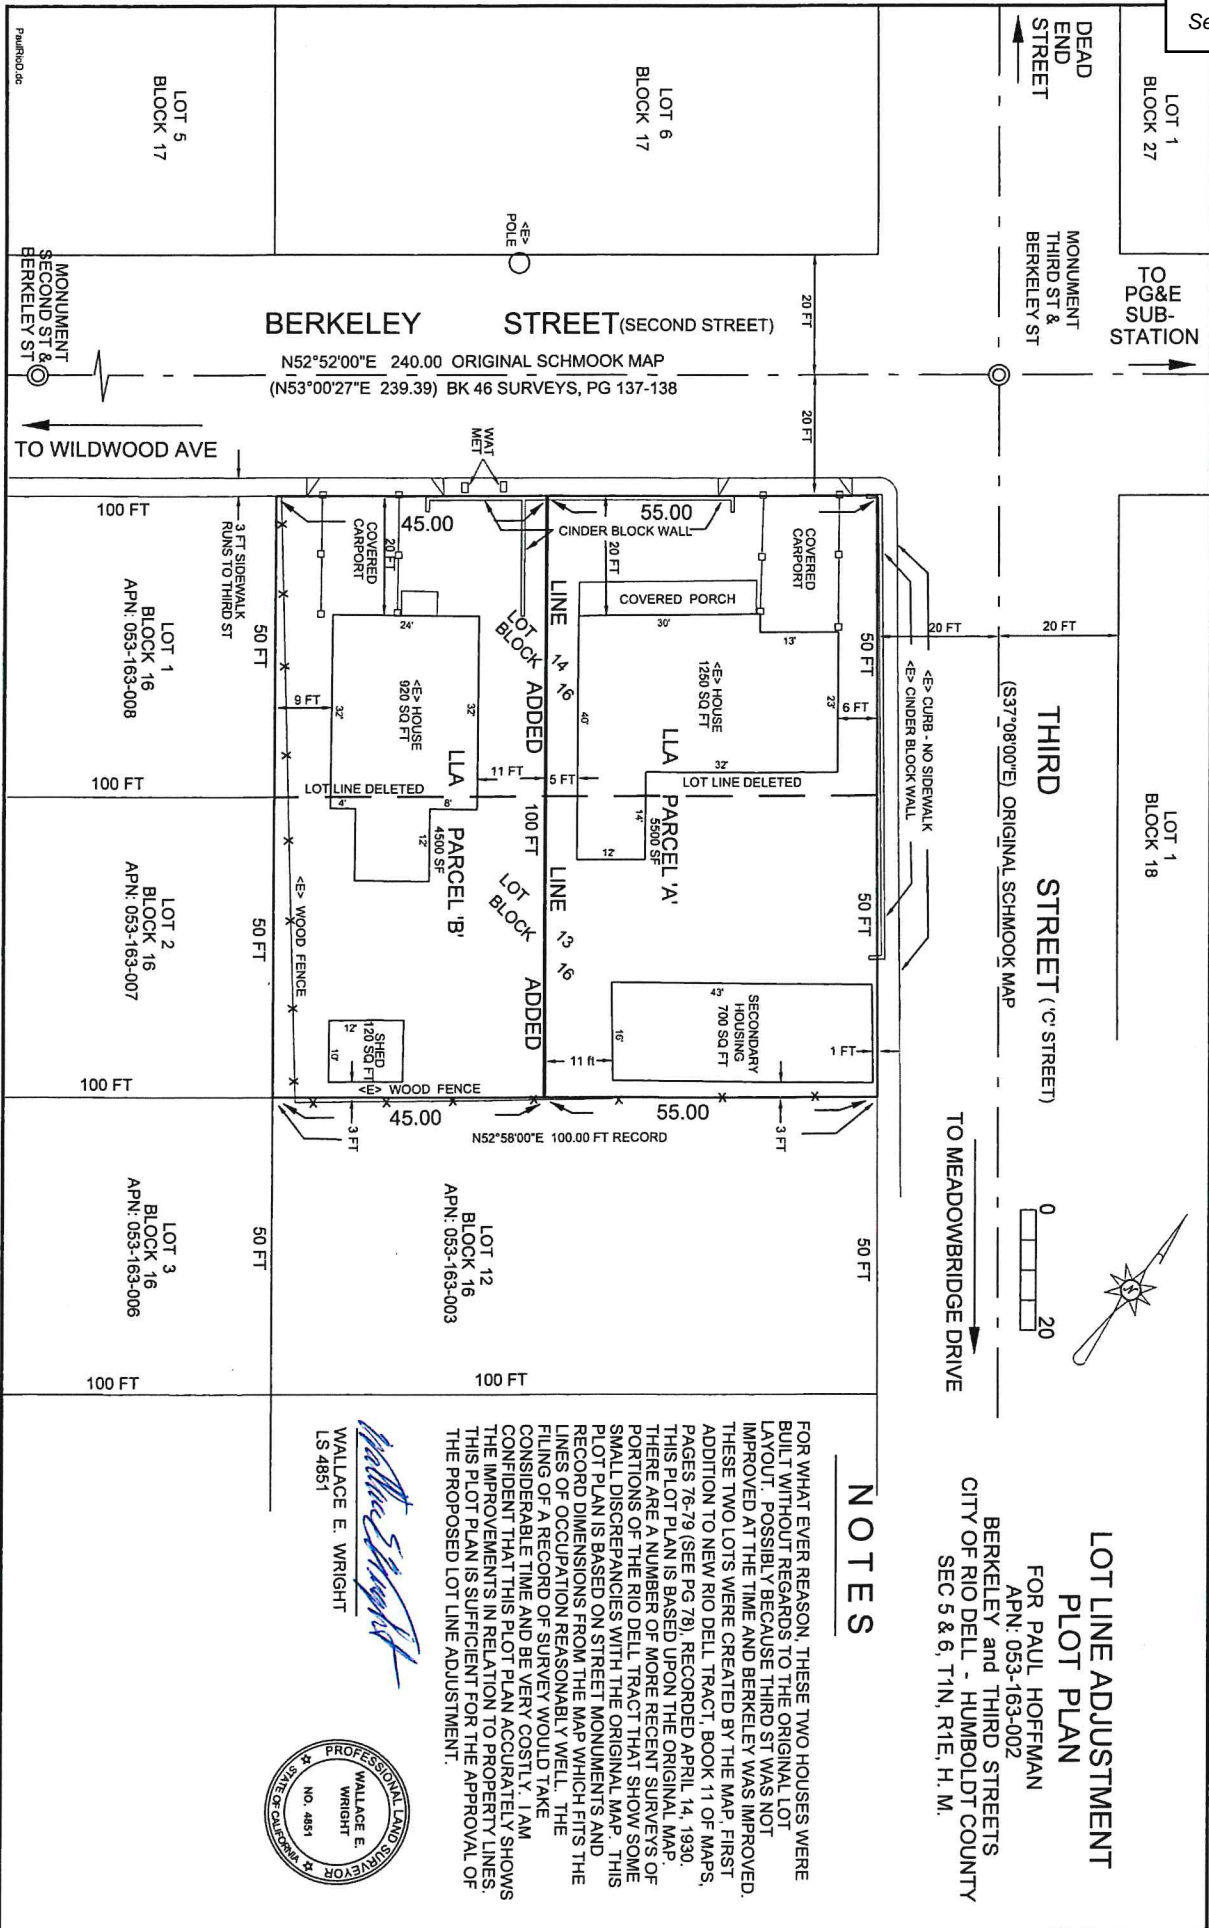 Se
LOT LINE ADJUSTMENT
PLOT PLAN
FOR PAUL HOFFMAN
APN: 053-163-002
BERKELEY and THIRD STREETS
CITY OF RIO DELL - HUMBOLDT COUNTY
SEC 5 & 6, T1N, R1E, H. M.
NOTES
FOR WHAT EVER REASON, THESE TWO HOUSES WERE
BUILT WITHOUT REGARDS TO THE ORIGINAL LOT
LAYOUT. POSSIBLY BECAUSE THIRD ST WAS NOT
IMPROVED AT THE TIME AND BERKELEY WAS IMPROVED.
THESE TWO LOTS WERE CREATED BY THE MAP, FIRST
ADDITION TO NEW RIO DELL TRACT, BOOK 11 OF MAPS,
PAGES 76-79 (SEE PG 78), RECORDED APRIL 14, 1930.
THIS PLOT PLAN IS BASED UPON THE ORIGINAL MAP.
THERE ARE A NUMBER OF MORE RECENT SURVEYS OF
PORTIONS OF THE RIO DELL TRACT THAT SHOW SOME
SMALL DISCREPANCIES WITH THE ORIGINAL MAP. THIS
PLOT PLAN IS BASED ON STREET MONUMENTS AND
RECORD DIMENSIONS FROM THE MAP WHICH FITS THE
LINES OF OCCUPATION REASONABLY WELL. THE
FILING OF A RECORD OF SURVEY WOULD TAKE
CONSIDERABLE TIME AND BE VERY COSTLY. I AM
CONFIDENT THAT THIS PLOT PLAN ACCURATELY SHOWS
THE IMPROVEMENTS IN RELATION TO PROPERTY LINES.
THIS PLOT PLAN IS SUFFICIENT FOR THE APPROVAL OF
THE PROPOSED LOT LINE ADJUSTMENT.
Wallace E. Wright
WALLACE E. WRIGHT
LS 4851
PROFESSIONAL LAND SURVEYOR
WALLACE E.
WRIGHT
NO. 4851
STATE OF CALIFORNIA
DEAD
END
STREET
LOT 1
BLOCK 27
MONUMENT
THIRD ST &
BERKELEY ST
TO
PG&E
SUB-
STATION
LOT 6
BLOCK 17
LOT 5
BLOCK 17
PaulRioD.dc
<E>
POLE
20 FT
20 FT
BERKELEY STREET (SECOND STREET)
N52°52'00"E 240.00 ORIGINAL SCHMOOK MAP
(N53°00'27"E 239.39) BK 46 SURVEYS, PG 137-138
MONUMENT
SECOND ST &
BERKELEY ST
TO WILDWOOD AVE
3 FT SIDEWALK
RUNS TO THIRD ST
WAT
MET
CINDER BLOCK WALL
20 FT
20 FT
THIRD STREET ('C' STREET)
(S37°08'00"E) ORIGINAL SCHMOOK MAP
<E> CURB - NO SIDEWALK
<E> CINDER BLOCK WALL
LOT 1
BLOCK 18
TO MEADOWBRIDGE DRIVE
0 20
N
55.00
COVERED
CARPORT
20 FT
COVERED PORCH
30'
13'
23'
6 FT
<E> HOUSE
1250 SQ FT
40'
32'
14'
12'
5 FT
50 FT
50 FT
LLA PARCEL 'A'
5500 SF
LOT LINE DELETED
SECONDARY
HOUSING
700 SQ FT
43'
16'
11 ft
1 FT
3 FT
55.00
LINE ADDED LINE ADDED
100 FT
LOT 14
BLOCK 16
LOT 13
BLOCK 16
45.00
COVERED
CARPORT
20 FT
24'
<E> HOUSE
920 SQ FT
32'
32'
9 FT
11 FT
4'
8'
12'
LLA PARCEL 'B'
4500 SF
LOT LINE DELETED
<E> WOOD FENCE
SHED
120 SQ FT
12'
10'
<E> WOOD FENCE
3 FT
45.00
N52°58'00"E 100.00 FT RECORD
100 FT
50 FT
LOT 1
BLOCK 16
APN: 053-163-008
100 FT
50 FT
LOT 2
BLOCK 16
APN: 053-163-007
100 FT
50 FT
LOT 3
BLOCK 16
APN: 053-163-006
100 FT
LOT 12
BLOCK 16
APN: 053-163-003
50 FT
100 FT